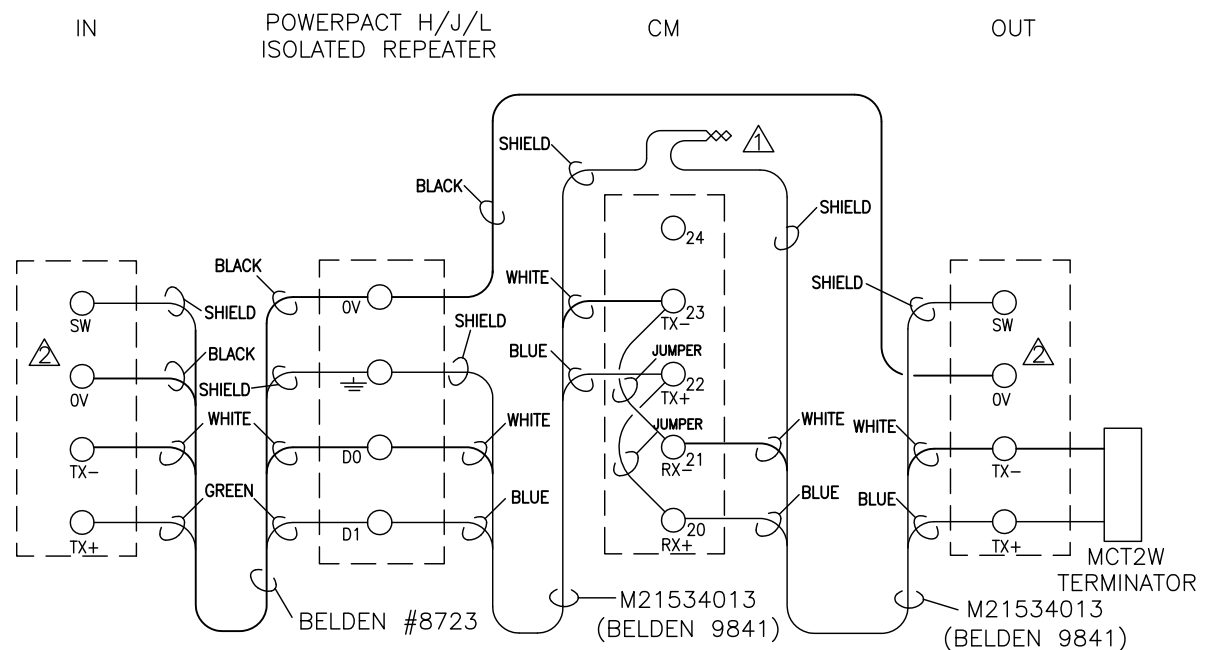 IN
POWERPACT H/J/L
ISOLATED REPEATER
CM
OUT
SHIELD
1
BLACK
SHIELD
24
BLACK
SHIELD
WHITE
SHIELD
SW
0V
23
TX-
SHIELD
SW
2
BLACK
BLUE
JUMPER
2
0V
SHIELD
22
TX+
0V
WHITE
WHITE
JUMPER
WHITE
WHITE
TX-
D0
21
RX-
TX-
GREEN
BLUE
BLUE
BLUE
TX+
D1
20
RX+
TX+
MCT2W
TERMINATOR
BELDEN #8723
M21534013
(BELDEN 9841)
M21534013
(BELDEN 9841)